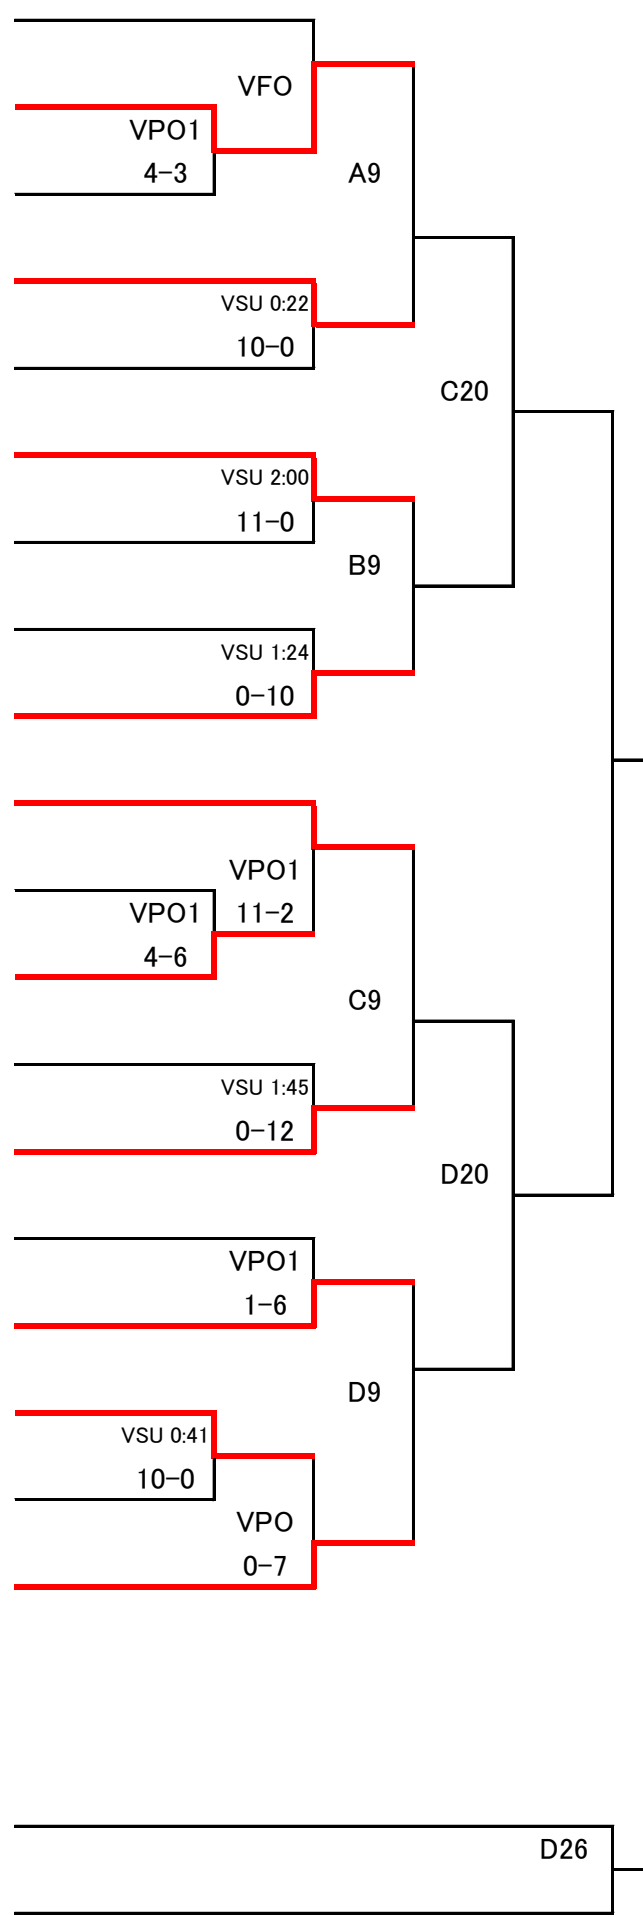 VFO
VPO1
4-3
A9
VSU 0:22
10-0
C20
VSU 2:00
11-0
B9
VSU 1:24
0-10
VPO1
VPO1
11-2
4-6
C9
VSU 1:45
0-12
D20
VPO1
1-6
D9
VSU 0:41
10-0
VPO
0-7
D26